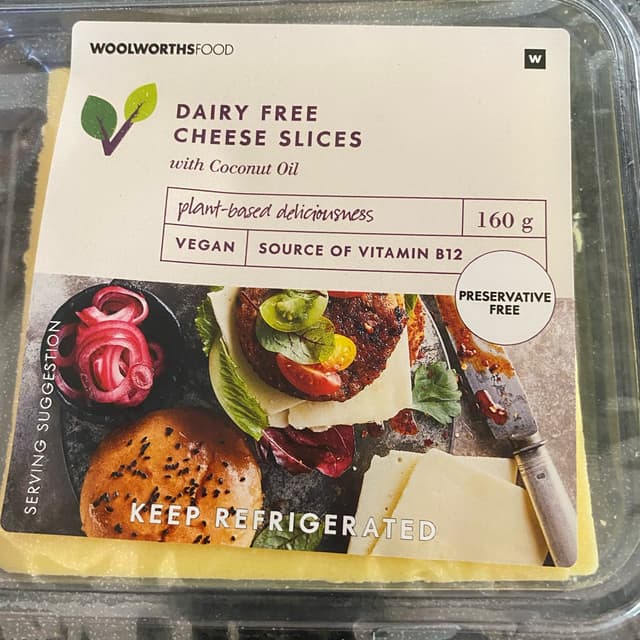 WOOLWORTHSFOOD
W
DAIRY FREE
CHEESE SLICES
with Coconut Oil
plant-based deliciousness
160 g
VEGAN
SOURCE OF VITAMIN B12
PRESERVATIVE
FREE
SERVING SUGGESTION
KEEP REFRIGERATED